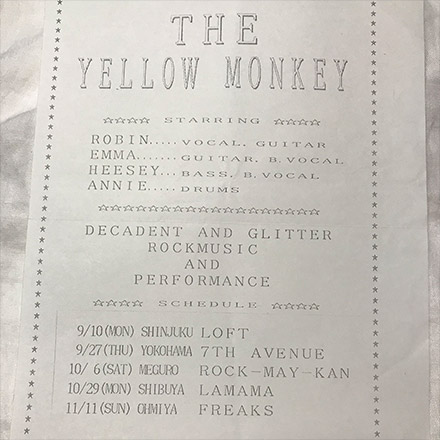 THE
YELLOW MONKEY
☆☆☆☆ STARRING ☆☆☆☆
ROBIN.....VOCAL, GUITAR
EMMA.......GUITAR, B.VOCAL
HEESEY...BASS, B.VOCAL
ANNIE.....DRUMS
☆☆☆☆☆☆☆☆☆☆☆☆☆☆☆☆☆☆☆
DECADENT AND GLITTER
ROCKMUSIC
AND
PERFORMANCE
☆☆☆☆ SCHEDULE ☆☆☆☆
9/10(MON) SHINJUKU LOFT
9/27(THU) YOKOHAMA 7TH AVENUE
10/ 6(SAT) MEGURO ROCK-MAY-KAN
10/29(MON) SHIBUYA LAMAMA
11/11(SUN) OHMIYA FREAKS